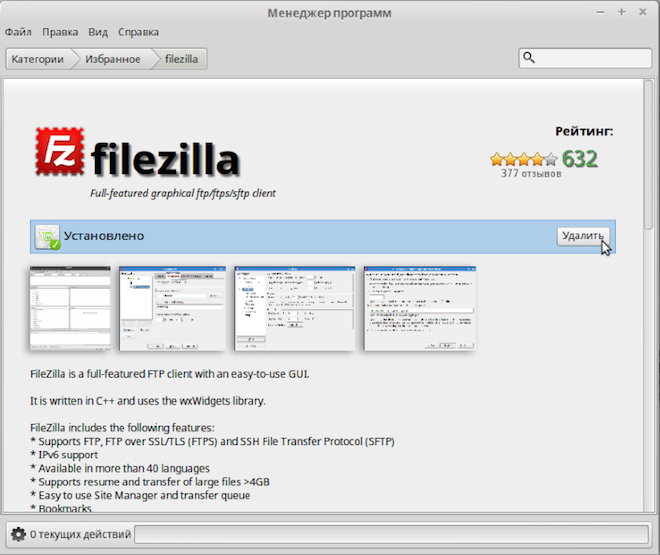 Менеджер программ
Файл Правка Вид Справка
Категории Избранное filezilla
Рейтинг:
Fz filezilla
632
377 отзывов
Full-featured graphical ftp/ftps/sftp client
Установлено Удалить
FileZilla is a full-featured FTP client with an easy-to-use GUI.
It is written in C++ and uses the wxWidgets library.
FileZilla includes the following features:
* Supports FTP, FTP over SSL/TLS (FTPS) and SSH File Transfer Protocol (SFTP)
* IPv6 support
* Available in more than 40 languages
* Supports resume and transfer of large files >4GB
* Easy to use Site Manager and transfer queue
* Bookmarks
0 текущих действий